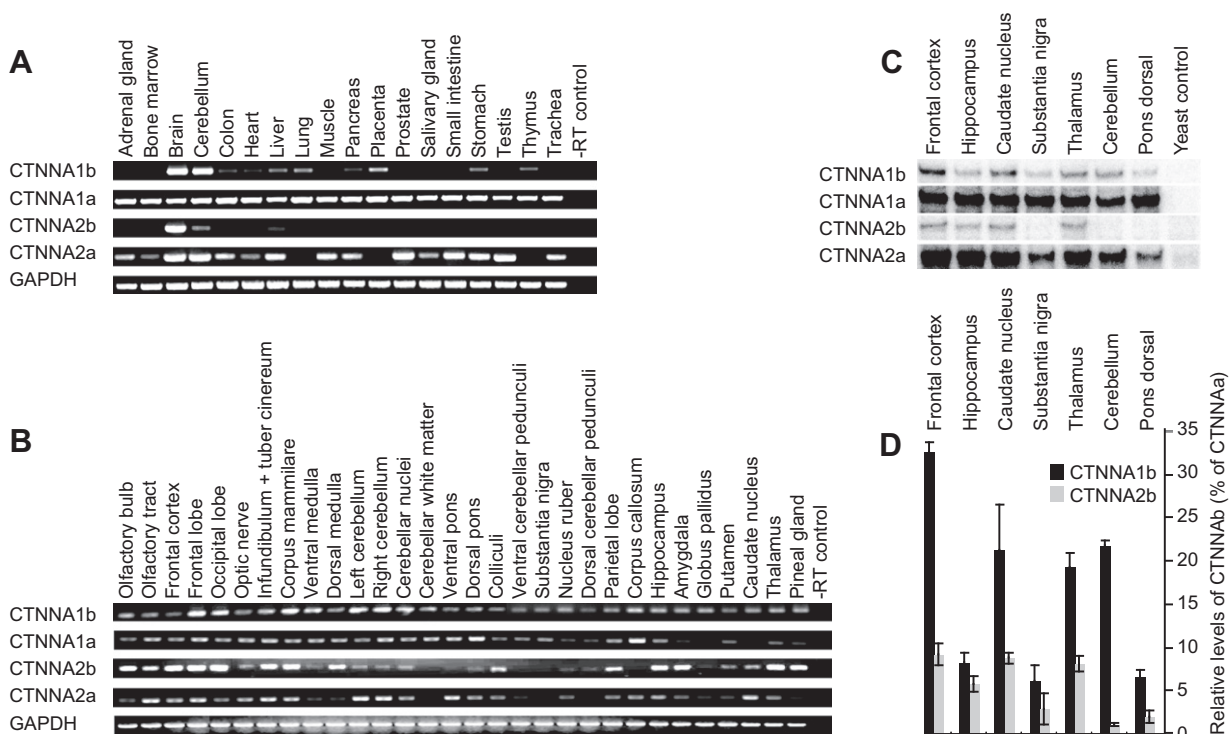 A
Adrenal gland
Bone marrow
Brain
Cerebellum
Colon
Heart
Liver
Lung
Muscle
Pancreas
Placenta
Prostate
Salivary gland
Small intestine
Stomach
Testis
Thymus
Trachea
-RT control
CTNNA1b
CTNNA1a
CTNNA2b
CTNNA2a
GAPDH
B
Olfactory bulb
Olfactory tract
Frontal cortex
Frontal lobe
Occipital lobe
Optic nerve
Infundibulum + tuber cinereum
Corpus mammilare
Ventral medulla
Dorsal medulla
Left cerebellum
Right cerebellum
Cerebellar nuclei
Cerebellar white matter
Ventral pons
Dorsal pons
Colliculi
Ventral cerebellar pedunculi
Substantia nigra
Nucleus ruber
Dorsal cerebellar pedunculi
Parietal lobe
Corpus callosum
Hippocampus
Amygdala
Globus pallidus
Putamen
Caudate nucleus
Thalamus
Pineal gland
-RT control
CTNNA1b
CTNNA1a
CTNNA2b
CTNNA2a
GAPDH
C
Frontal cortex
Hippocampus
Caudate nucleus
Substantia nigra
Thalamus
Cerebellum
Pons dorsal
Yeast control
CTNNA1b
CTNNA1a
CTNNA2b
CTNNA2a
D
Frontal cortex
Hippocampus
Caudate nucleus
Substantia nigra
Thalamus
Cerebellum
Pons dorsal
CTNNA1b
CTNNA2b
35
30
25
20
15
10
5
0
Relative levels of CTNNAb (% of CTNNAa)